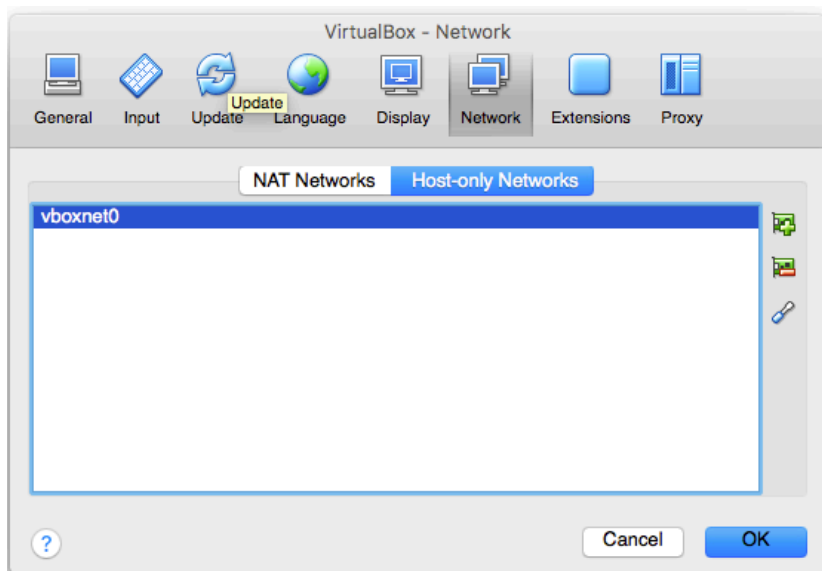 VirtualBox - Network
General Input Update Language Display Network Extensions Proxy
Update
NAT Networks Host-only Networks
vboxnet0
? Cancel OK